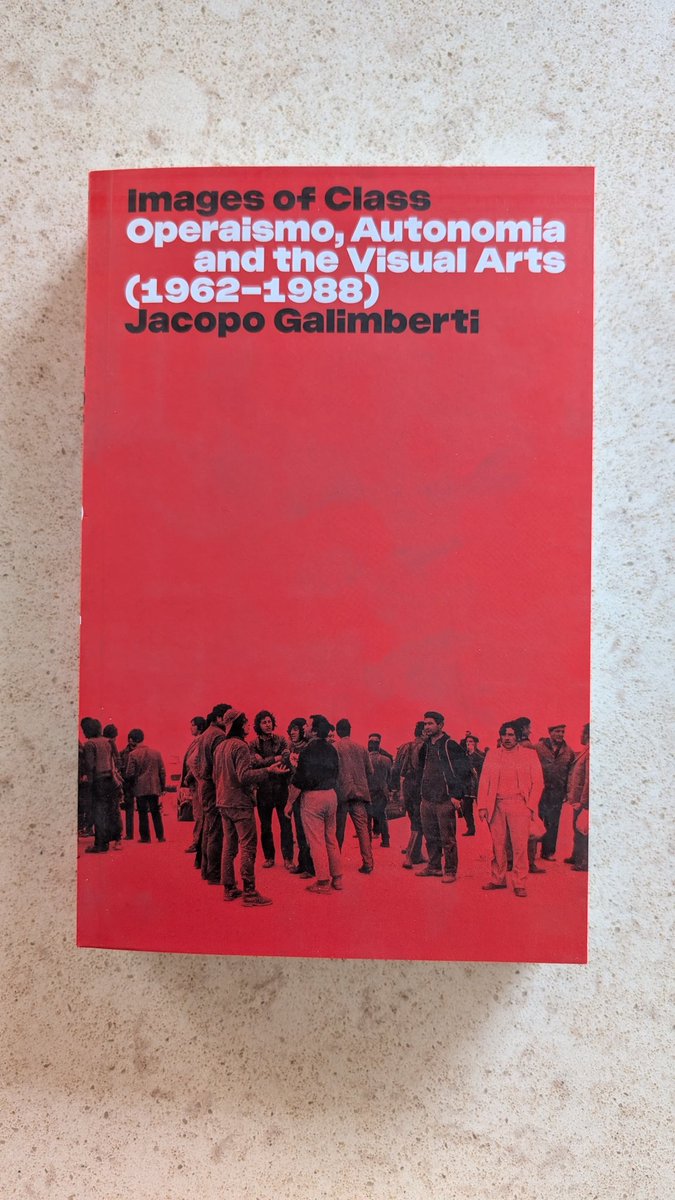 Images of Class
Operaismo, Autonomia
and the Visual Arts
(1962–1988)
Jacopo Galimberti